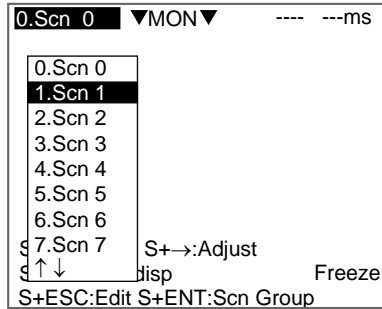 0.Scn 0 ▼MON▼ ---- ---ms
0.Scn 0
1.Scn 1
2.Scn 2
3.Scn 3
4.Scn 4
5.Scn 5
6.Scn 6
7.Scn 7
↑↓
S+→:Adjust
disp Freeze
S+ESC:Edit S+ENT:Scn Group